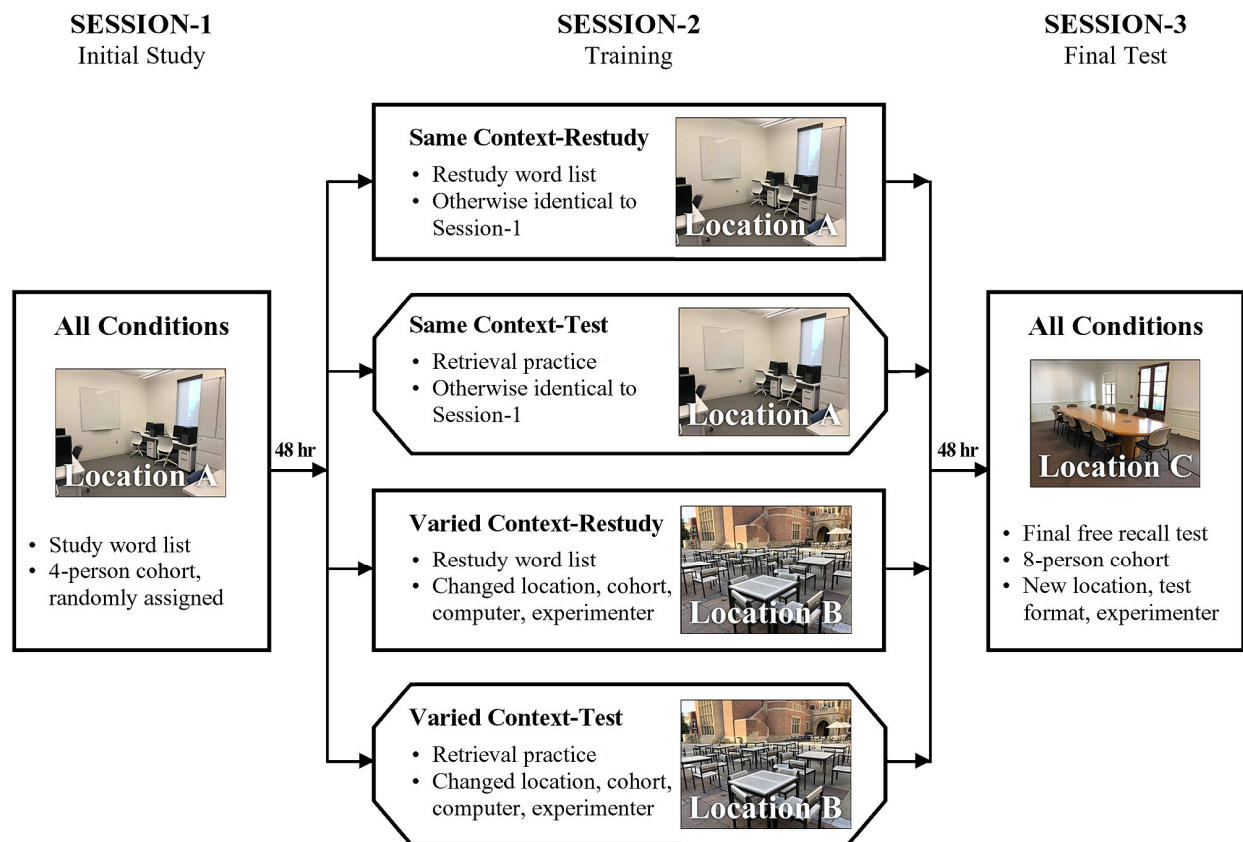 SESSION-1
Initial Study
SESSION-2
Training
SESSION-3
Final Test
All Conditions
Location A
• Study word list
• 4-person cohort,
randomly assigned
48 hr
Same Context-Restudy
• Restudy word list
• Otherwise identical to
Session-1
Location A
Same Context-Test
• Retrieval practice
• Otherwise identical to
Session-1
Location A
Varied Context-Restudy
• Restudy word list
• Changed location, cohort,
computer, experimenter
Location B
Varied Context-Test
• Retrieval practice
• Changed location, cohort,
computer, experimenter
Location B
48 hr
All Conditions
Location C
• Final free recall test
• 8-person cohort
• New location, test
format, experimenter